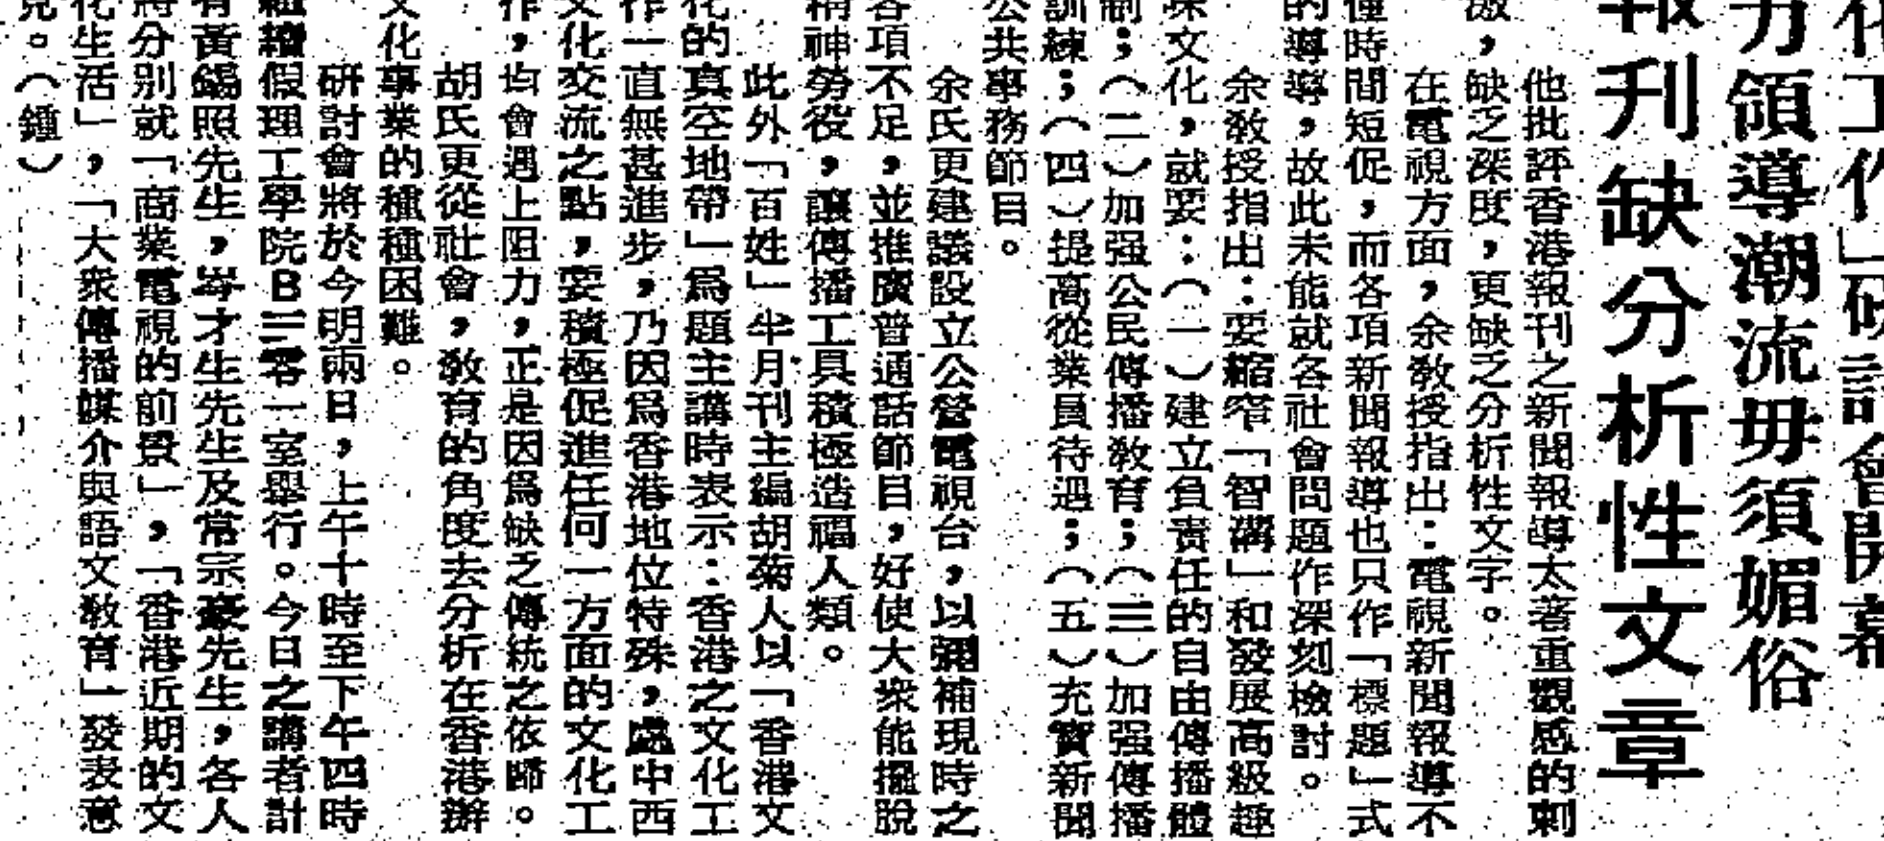 化工作」研討會開幕
力領導潮流毋須媚俗
報刊缺分析性文章
他批評香港報刊之新聞報導太著重觀感的刺
激，缺乏深度，更缺乏分析性文字。
在電視方面，余教授指出：電視新聞報導不
僅時間短促，而各項新聞報導也只作「標題」式
的導導，故此未能就各社會問題作深刻檢討。
余教授指出：要縮窄「智溝」和發展高級趣
味文化，就要：（一）建立負責任的自由傳播體
制；（二）加强公民傳播教育；（三）加强傳播
訓練；（四）提高從業員待遇；（五）充實新聞
公共事務節目。
余氏更建議設立公營電視台，以彌補現時之
各項不足，並推廣普通話節目，好使大衆能擺脫
精神勞役，讓傳播工具積極造福人類。
此外「百姓」半月刊主編胡菊人以「香港文
化的真空地帶」爲題主講時表示：香港之文化工
作一直無甚進步，乃因爲香港地位特殊，處中西
文化交流之點，要積極促進任何一方面的文化工
作，均會遇上阻力，正是因爲缺乏傳統之依歸。
胡氏更從社會，教育的角度去分析在香港辦
文化事業的種種困難。
研討會將於今明兩日，上午十時至下午四時
繼續假理工學院B三零一室舉行。今日之講者計
有黃錫照先生，岑才生先生及常宗豪先生，各人
將分別就「商業電視的前景」，「香港近期的文
化生活」，「大衆傳播媒介與語文教育」發表意
見。（鍾）